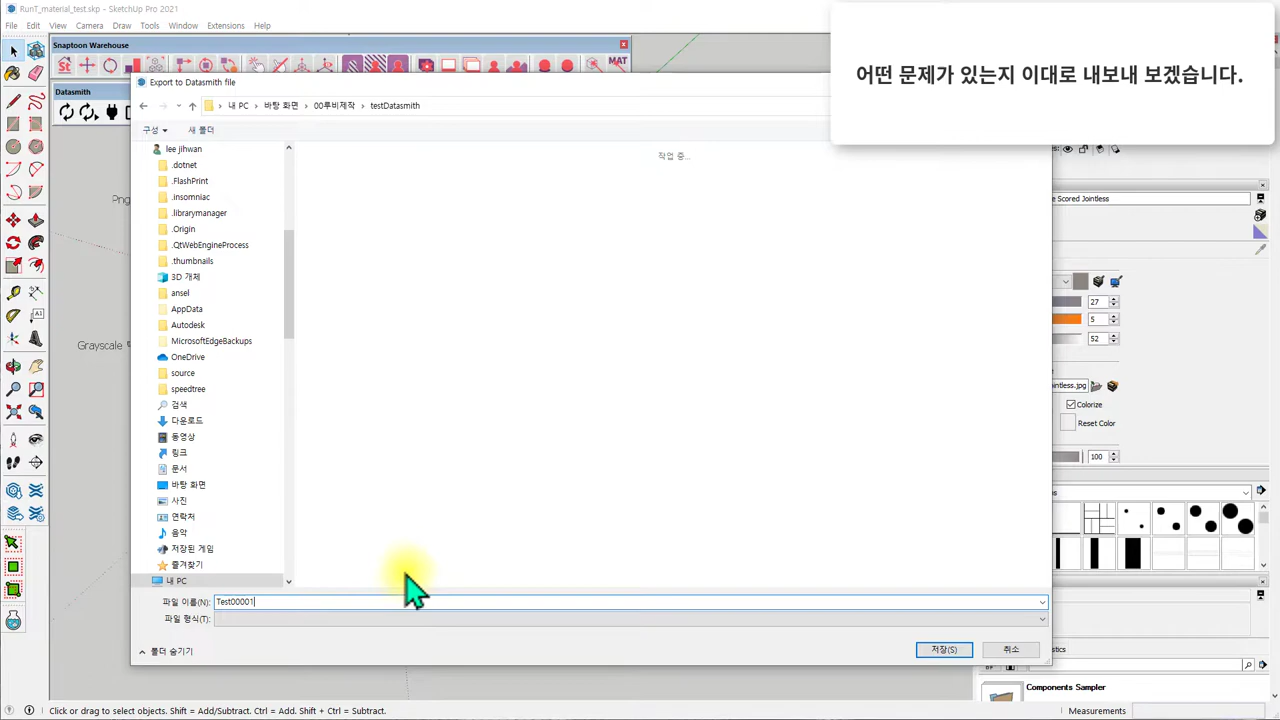 RunT_material_test.skp - SketchUp Pro 2021
File Edit View Camera Draw Tools Window Extensions Help
어떤 문제가 있는지 이대로 내보내 보겠습니다.
Snaptoon Warehouse
St MAT
Export to Datasmith file
Datasmith
내 PC › 바탕 화면 › 00루비제작 › testDatasmith
구성 새 폴더
작업 중...
lee jihwan
.dotnet
.FlashPrint
.insomniac
.librarymanager
.Origin
.QtWebEngineProcess
.thumbnails
3D 개체
ansel
AppData
Autodesk
MicrosoftEdgeBackups
OneDrive
source
speedtree
검색
다운로드
동영상
링크
문서
바탕 화면
사진
연락처
음악
저장된 게임
즐겨찾기
내 PC
Png
Grayscale
e Scored Jointless
27
5
52
ointless.jpg
Colorize
Reset Color
100
파일 이름(N): Test00001
파일 형식(T):
폴더 숨기기
저장(S) 취소
Components Sampler
Click or drag to select objects. Shift = Add/Subtract. Ctrl = Add. Shift + Ctrl = Subtract.
Measurements